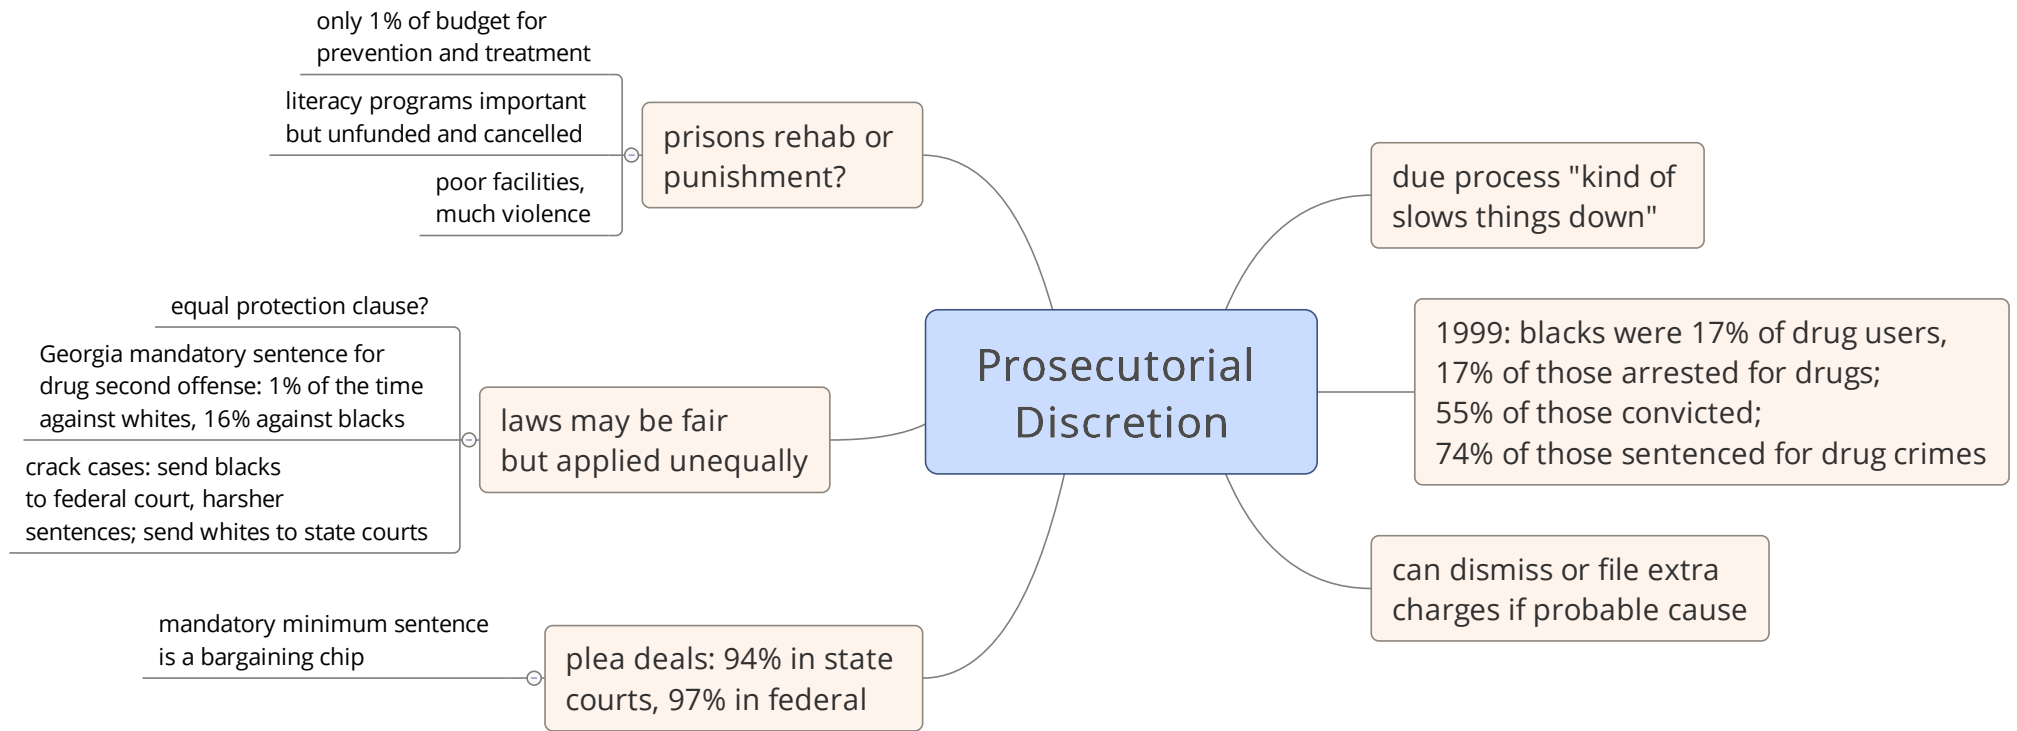 only 1% of budget for
prevention and treatment
literacy programs important
but unfunded and cancelled
poor facilities,
much violence
prisons rehab or
punishment?
equal protection clause?
Georgia mandatory sentence for
drug second offense: 1% of the time
against whites, 16% against blacks
crack cases: send blacks
to federal court, harsher
sentences; send whites to state courts
laws may be fair
but applied unequally
mandatory minimum sentence
is a bargaining chip
plea deals: 94% in state
courts, 97% in federal
Prosecutorial
Discretion
due process "kind of
slows things down"
1999: blacks were 17% of drug users,
17% of those arrested for drugs;
55% of those convicted;
74% of those sentenced for drug crimes
can dismiss or file extra
charges if probable cause